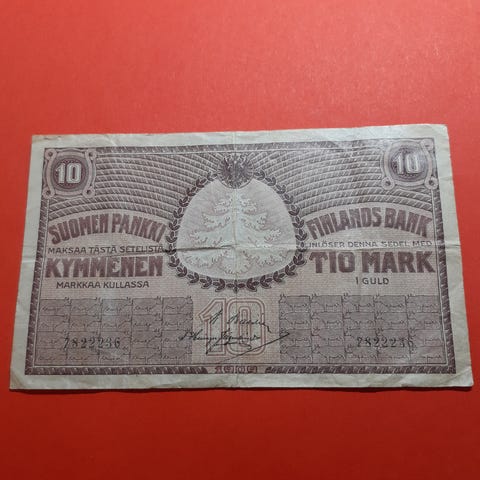 10
10
SUOMEN PANKKI
FINLANDS BANK
MAKSAA TÄSTÄ SETELISTÄ
INLÖSER DENNA SEDEL MED
KYMMENEN
TIO MARK
MARKKAA KULLASSA
I GULD
10
7822236
7822236
1909